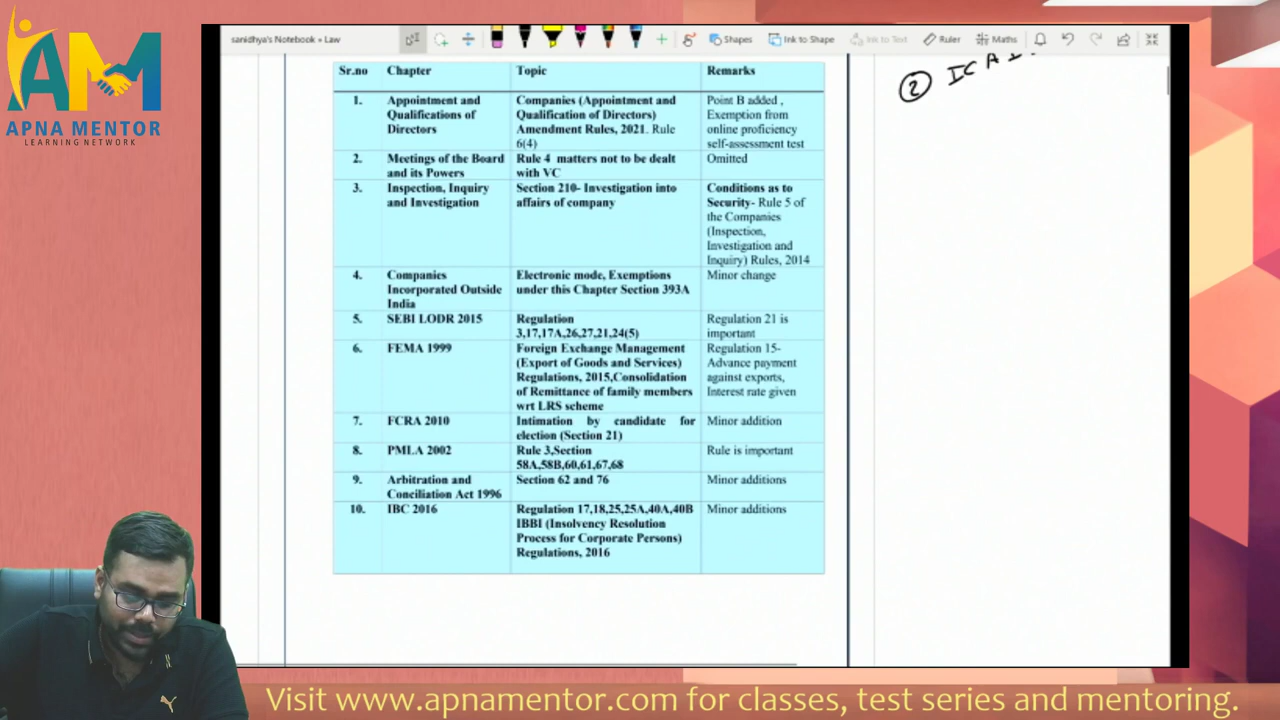 AM
APNA MENTOR
LEARNING NETWORK
sanidhya's Notebook » Law
Shapes
Ink to Shape
Ink to Text
Ruler
Maths
② ICAI
Sr.no Chapter Topic Remarks
1. Appointment and Companies (Appointment and Point B added ,
Qualifications of Qualification of Directors) Exemption from
Directors Amendment Rules, 2021. Rule online proficiency
6(4) self-assessment test
2. Meetings of the Board Rule 4 matters not to be dealt Omitted
and its Powers with VC
3. Inspection, Inquiry Section 210- Investigation into Conditions as to
and Investigation affairs of company Security- Rule 5 of
the Companies
(Inspection,
Investigation and
Inquiry) Rules, 2014
4. Companies Electronic mode, Exemptions Minor change
Incorporated Outside under this Chapter Section 393A
India
5. SEBI LODR 2015 Regulation Regulation 21 is
3,17,17A,26,27,21,24(5) important
6. FEMA 1999 Foreign Exchange Management Regulation 15-
(Export of Goods and Services) Advance payment
Regulations, 2015,Consolidation against exports,
of Remittance of family members Interest rate given
wrt LRS scheme
7. FCRA 2010 Intimation by candidate for Minor addition
election (Section 21)
8. PMLA 2002 Rule 3,Section Rule is important
58A,58B,60,61,67,68
9. Arbitration and Section 62 and 76 Minor additions
Conciliation Act 1996
10. IBC 2016 Regulation 17,18,25,25A,40A,40B Minor additions
IBBI (Insolvency Resolution
Process for Corporate Persons)
Regulations, 2016
Visit www.apnamentor.com for classes, test series and mentoring.